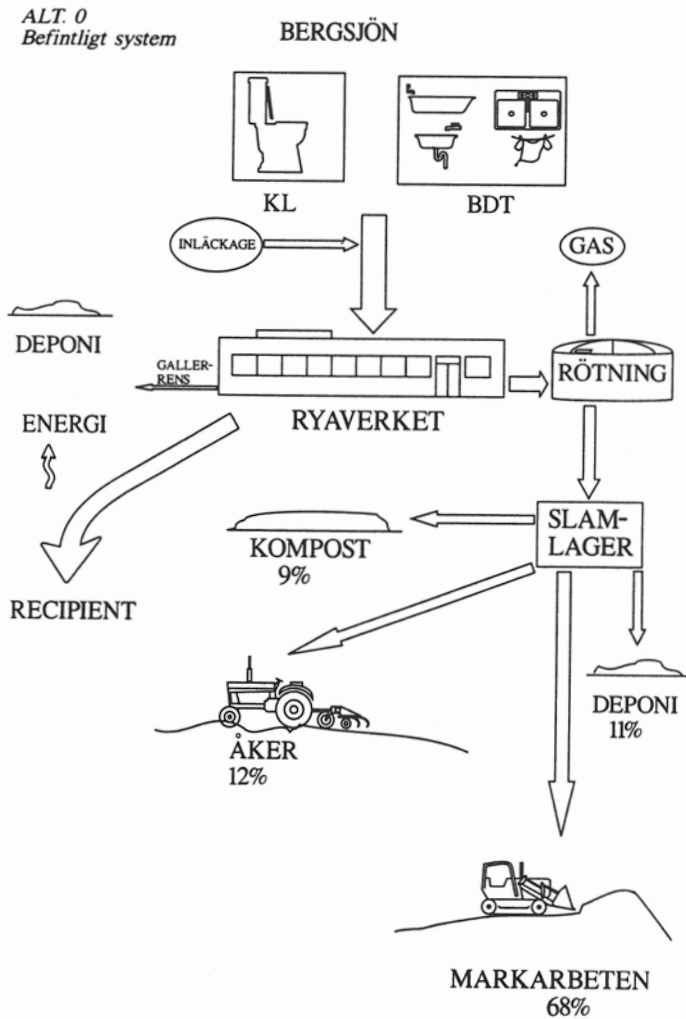 ALT. 0
Befintligt system
BERGSJÖN
KL
BDT
INLÄCKAGE
GAS
DEPONI
GALLER-
RENS
RÖTNING
RYAVERKET
ENERGI
SLAM-
LAGER
KOMPOST
9%
RECIPIENT
DEPONI
11%
ÅKER
12%
MARKARBETEN
68%